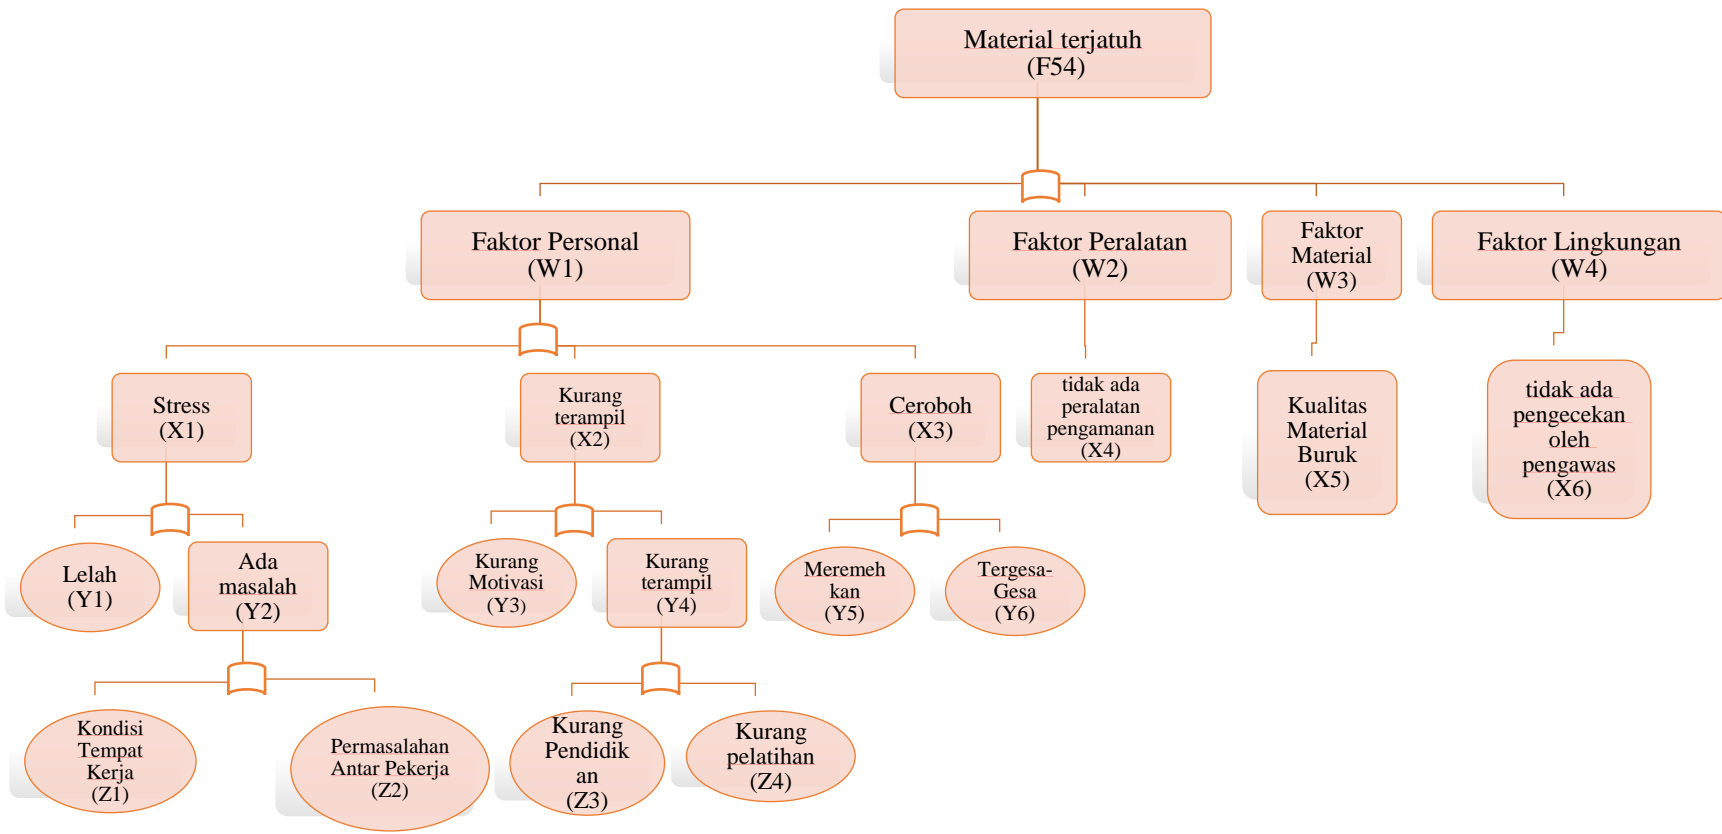 Material terjatuh
(F54)
Faktor Personal
(W1)
Faktor Peralatan
(W2)
Faktor
Material
(W3)
Faktor Lingkungan
(W4)
Stress
(X1)
Kurang
terampil
(X2)
Ceroboh
(X3)
tidak ada
peralatan
pengamanan
(X4)
Kualitas
Material
Buruk
(X5)
tidak ada
pengecekan
oleh
pengawas
(X6)
Lelah
(Y1)
Ada
masalah
(Y2)
Kurang
Motivasi
(Y3)
Kurang
terampil
(Y4)
Meremeh
kan
(Y5)
Tergesa-
Gesa
(Y6)
Kondisi
Tempat
Kerja
(Z1)
Permasalahan
Antar Pekerja
(Z2)
Kurang
Pendidik
an
(Z3)
Kurang
pelatihan
(Z4)